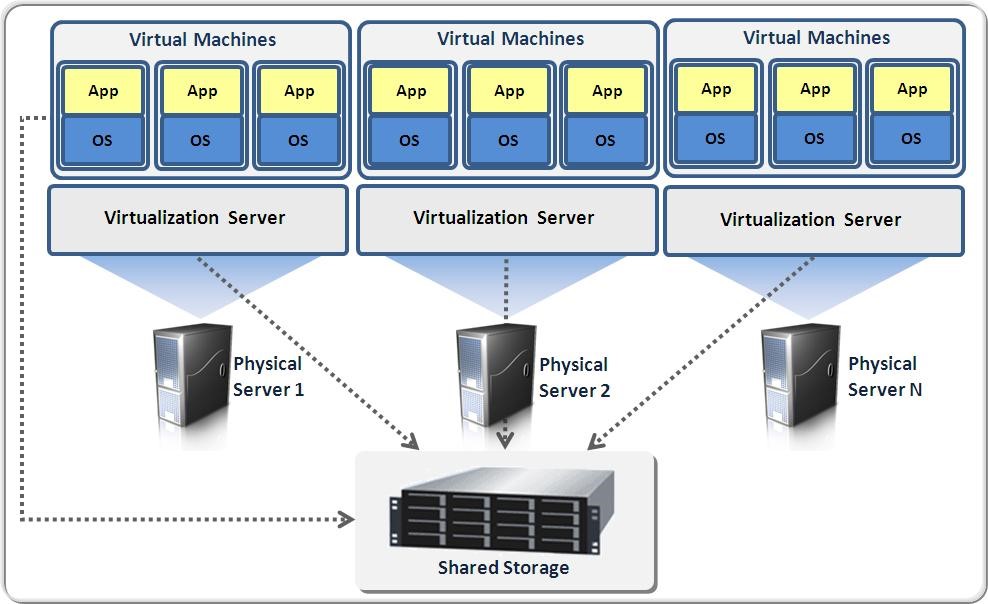 Virtual Machines
Virtual Machines
Virtual Machines
App
App
App
App
App
App
App
App
App
OS
OS
OS
OS
OS
OS
OS
OS
OS
Virtualization Server
Virtualization Server
Virtualization Server
Physical
Server 1
Physical
Server 2
Physical
Server N
Shared Storage